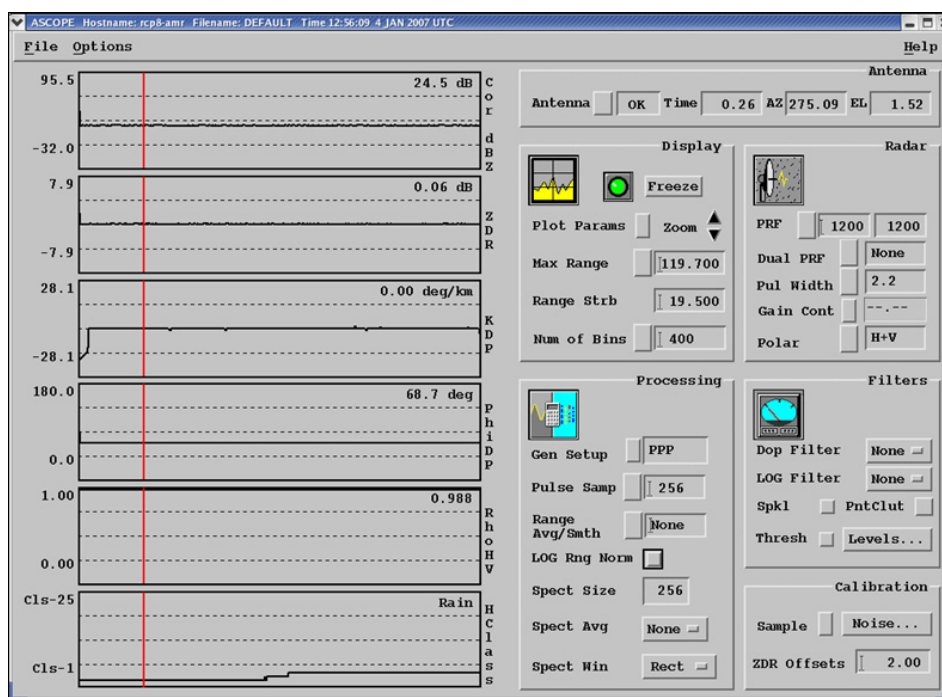 ASCOPE Hostname: rcp8-amr Filename: DEFAULT Time 12:56:09 4 JAN 2007 UTC
File Options Help
95.5 24.5 dB Cor dBZ
-32.0
7.9 0.06 dB ZDR
-7.9
28.1 0.00 deg/km KDP
-28.1
180.0 68.7 deg PhiDP
0.0
1.00 0.988 RhoHV
0.00
Cls-25 Rain HClass
Cls-1
Antenna
Antenna OK Time 0.26 AZ 275.09 EL 1.52
Display
Freeze
Plot Params Zoom
Max Range 119.700
Range Strb 19.500
Num of Bins 400
Radar
PRF 1200 1200
Dual PRF None
Pul Width 2.2
Gain Cont --.--
Polar H+V
Processing
Gen Setup PPP
Pulse Samp 256
Range
Avg/Smth None
LOG Rng Norm
Spect Size 256
Spect Avg None
Spect Win Rect
Filters
Dop Filter None
LOG Filter None
Spkl PntClut
Thresh Levels...
Calibration
Sample Noise...
ZDR Offsets 2.00